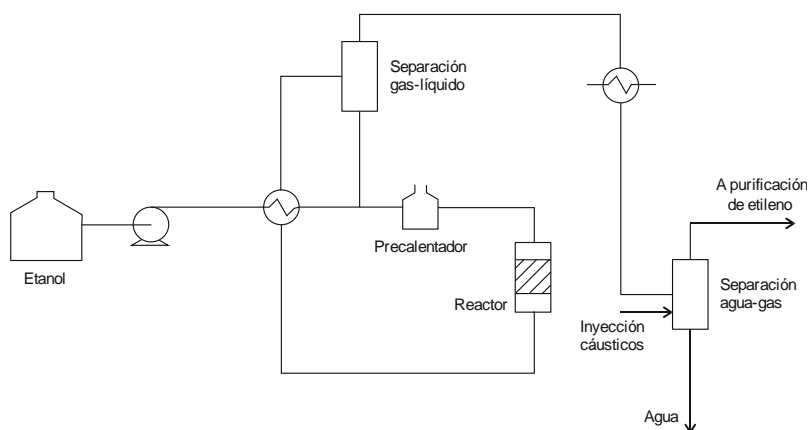 Separación
gas-líquido
A purificación
de etileno
Precalentador
Etanol
Separación
agua-gas
Reactor
Inyección
cáusticos
Agua